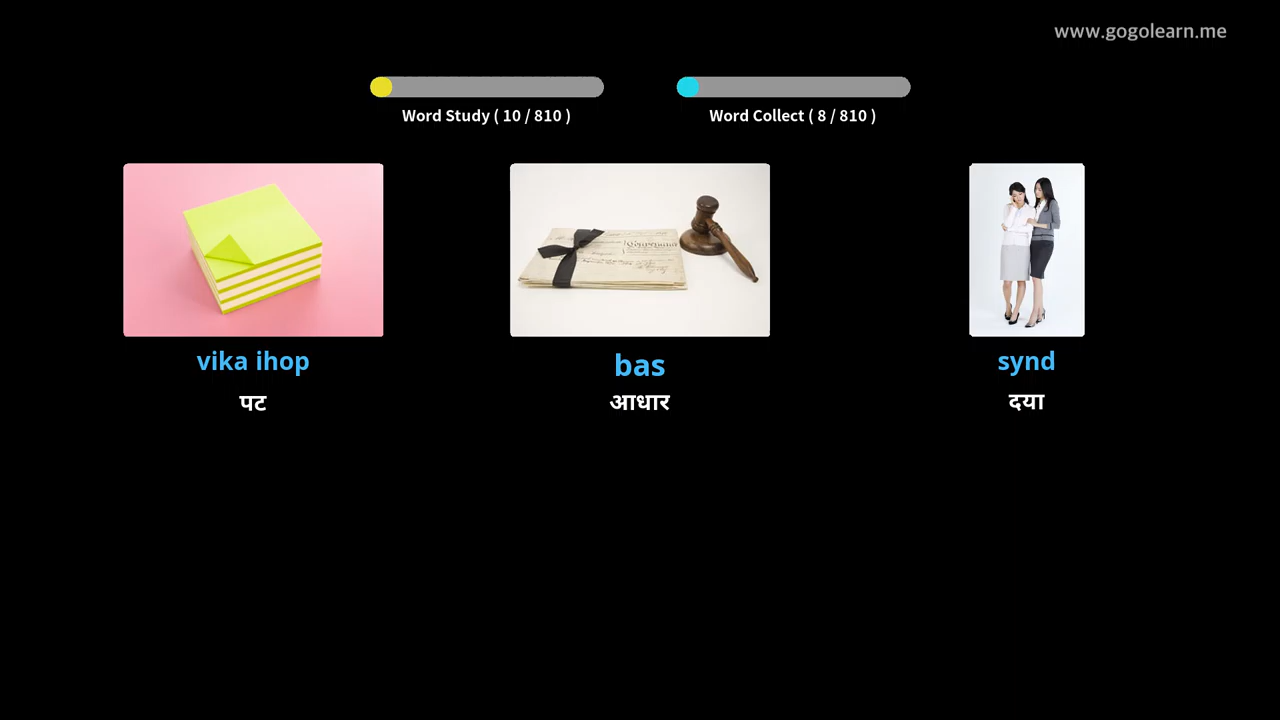 www.gogolearn.me
Word Study ( 10 / 810 )
Word Collect ( 8 / 810 )
vika ihop
bas
synd
पट
आधार
दया